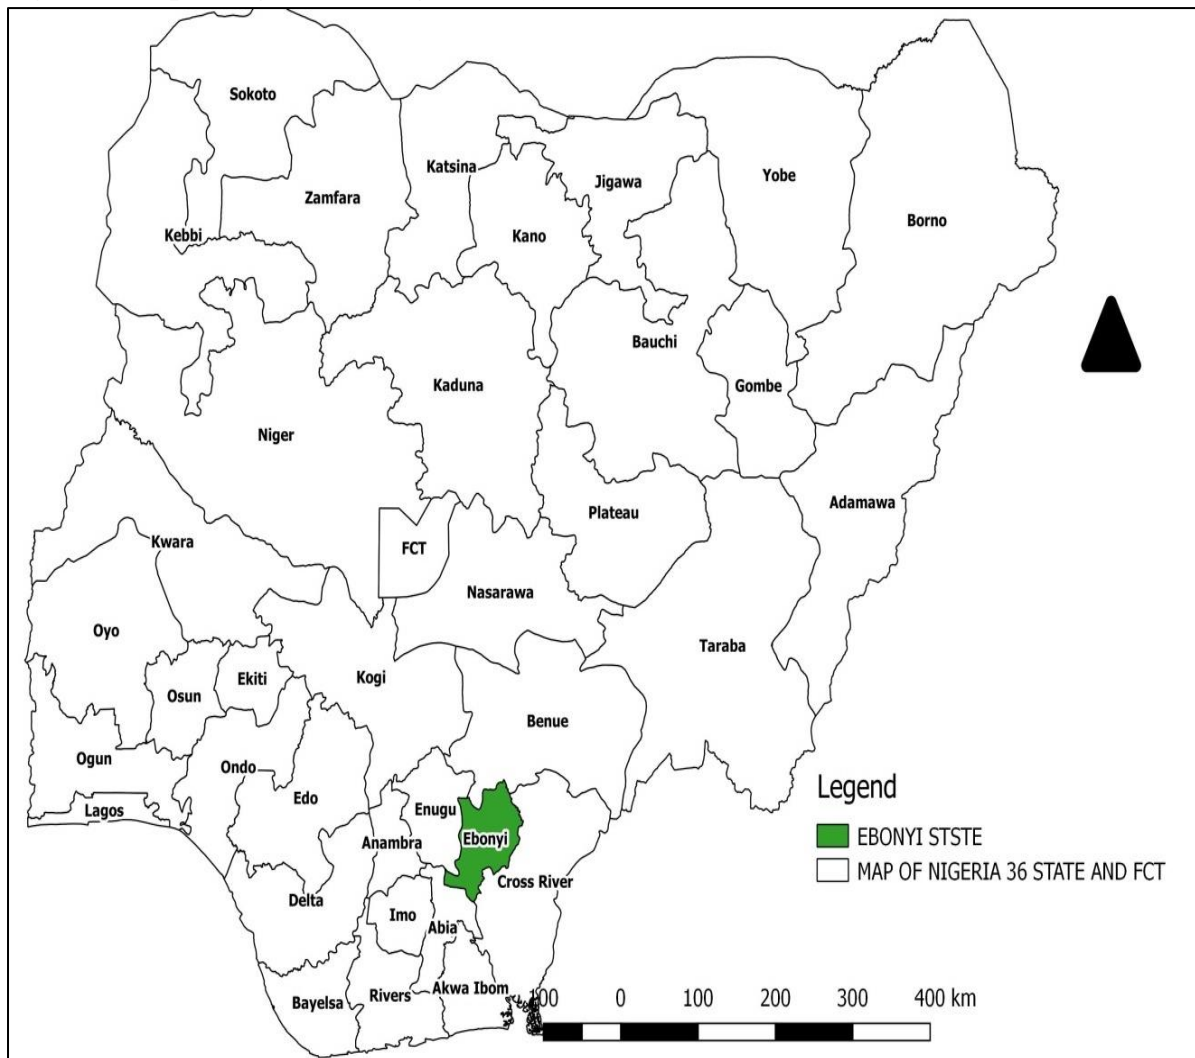 Sokoto
Katsina
Yobe
Jigawa
Zamfara
Borno
Kebbi
Kano
Bauchi
Kaduna
Gombe
Niger
Adamawa
Plateau
Kwara
FCT
Nasarawa
Oyo
Taraba
Ekiti
Kogi
Osun
Benue
Ogun
Ondo
Legend
Edo
Lagos
Enugu
EBONYI STSTE
Ebonyi
Anambra
MAP OF NIGERIA 36 STATE AND FCT
Cross River
Delta
Imo
Abia
Akwa Ibom
Rivers
Bayelsa
100 0 100 200 300 400 km